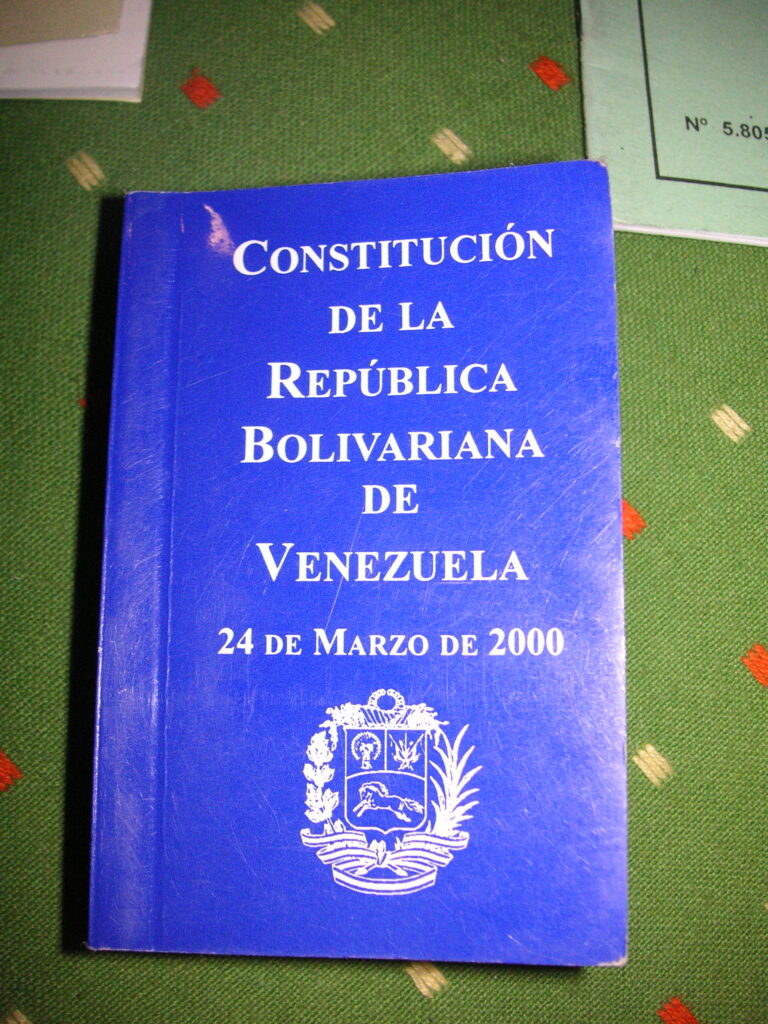 Nº 5.805
CONSTITUCIÓN
DE LA
REPÚBLICA
BOLIVARIANA
DE
VENEZUELA
24 DE MARZO DE 2000